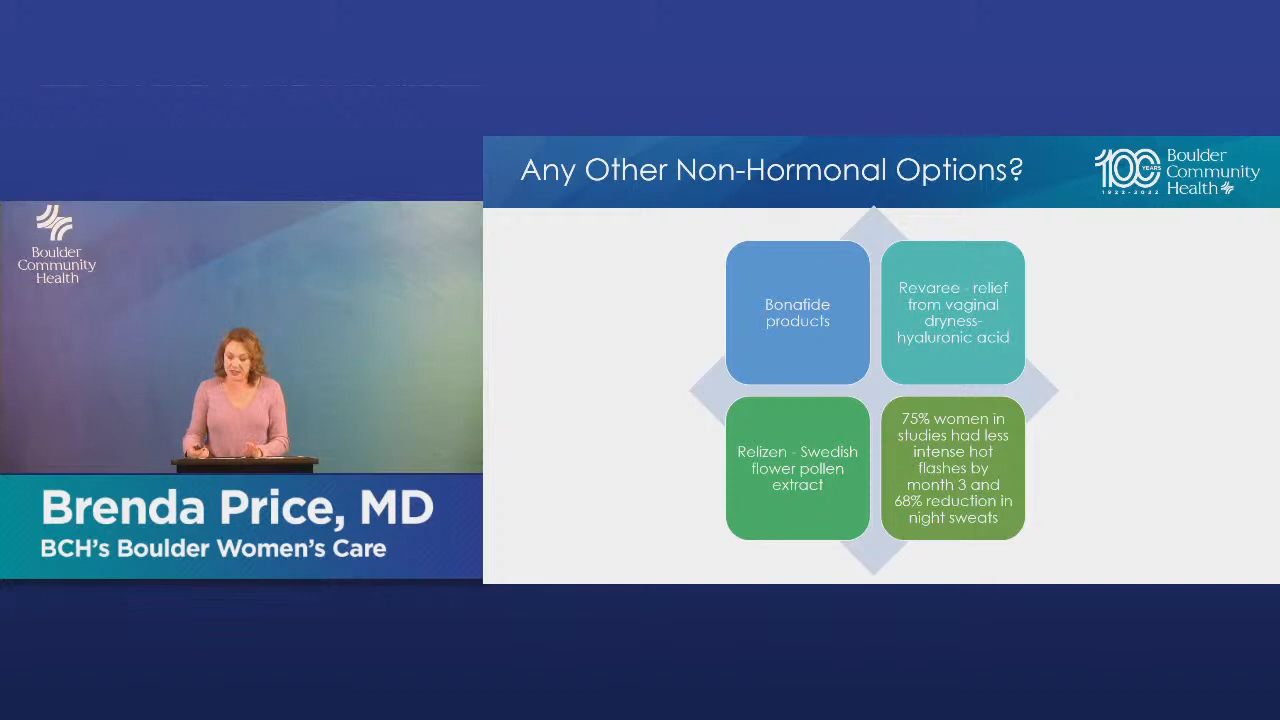 Any Other Non-Hormonal Options?
100
YEARS
1922-2022
Boulder
Community
Health
Boulder
Community
Health
Bonafide
products
Revaree - relief
from vaginal
dryness-
hyaluronic acid
Relizen - Swedish
flower pollen
extract
75% women in
studies had less
intense hot
flashes by
month 3 and
68% reduction in
night sweats
Brenda Price, MD
BCH's Boulder Women's Care